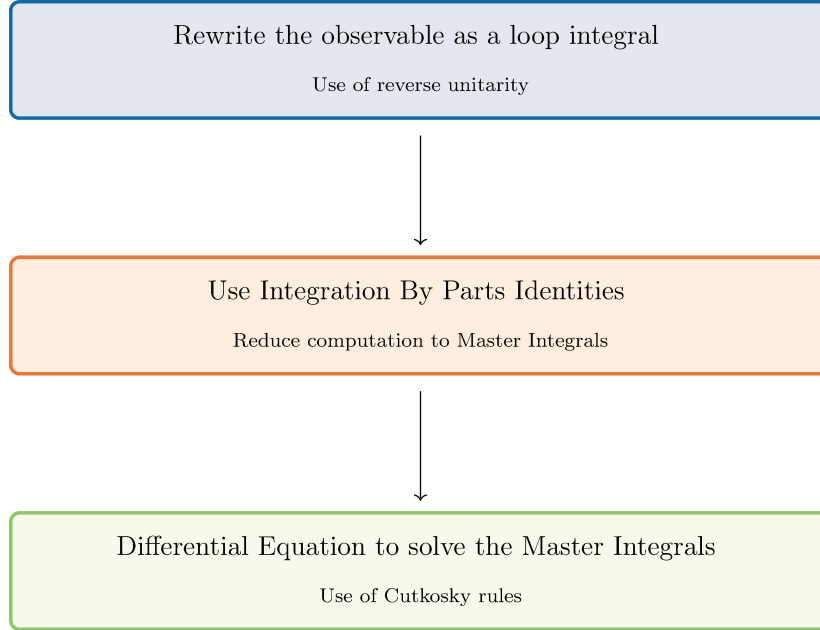 Rewrite the observable as a loop integral
Use of reverse unitarity
Use Integration By Parts Identities
Reduce computation to Master Integrals
Differential Equation to solve the Master Integrals
Use of Cutkosky rules